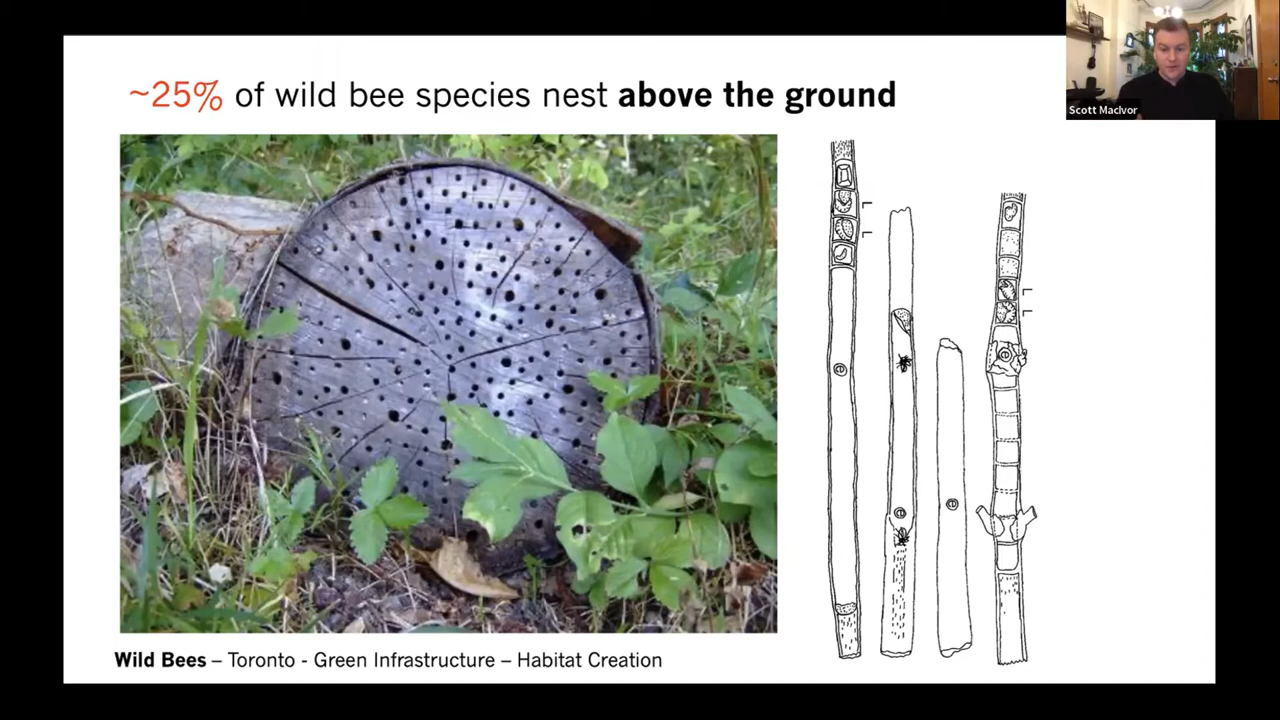 ~25% of wild bee species nest above the ground
Scott MacIvor
Wild Bees – Toronto - Green Infrastructure – Habitat Creation